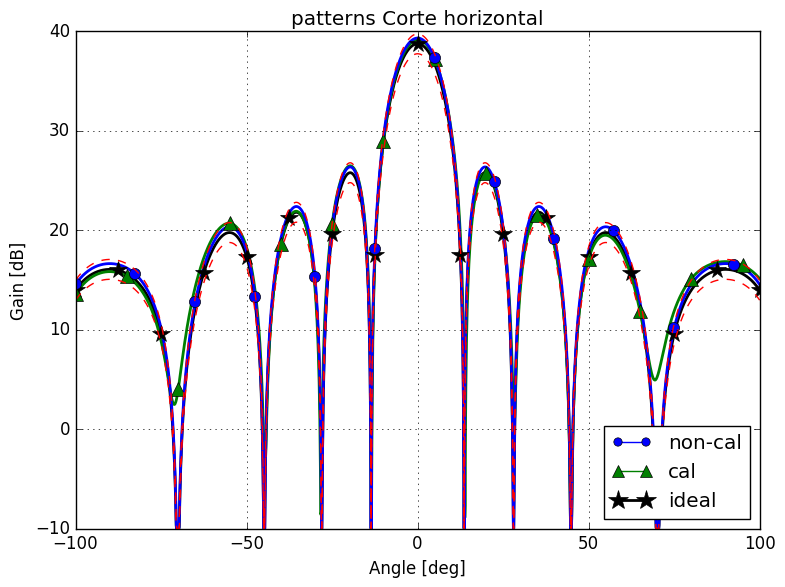 patterns Corte horizontal
Gain [dB]
40
30
20
10
0
−10
−100
−50
0
50
100
Angle [deg]
non-cal
cal
ideal